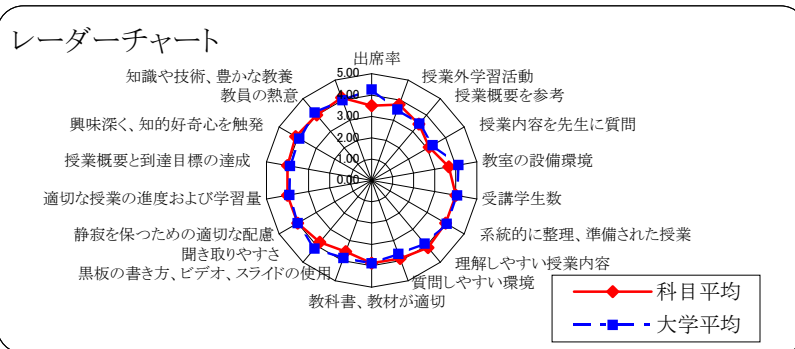 レーダーチャート
出席率
授業外学習活動
授業概要を参考
授業内容を先生に質問
教室の設備環境
受講学生数
系統的に整理、準備された授業
理解しやすい授業内容
質問しやすい環境
教科書、教材が適切
黒板の書き方、ビデオ、スライドの使用
聞き取りやすさ
静寂を保つための適切な配慮
適切な授業の進度および学習量
授業概要と到達目標の達成
興味深く、知的好奇心を触発
教員の熱意
知識や技術、豊かな教養
5.00
4.00
3.00
2.00
1.00
0.00
科目平均
大学平均